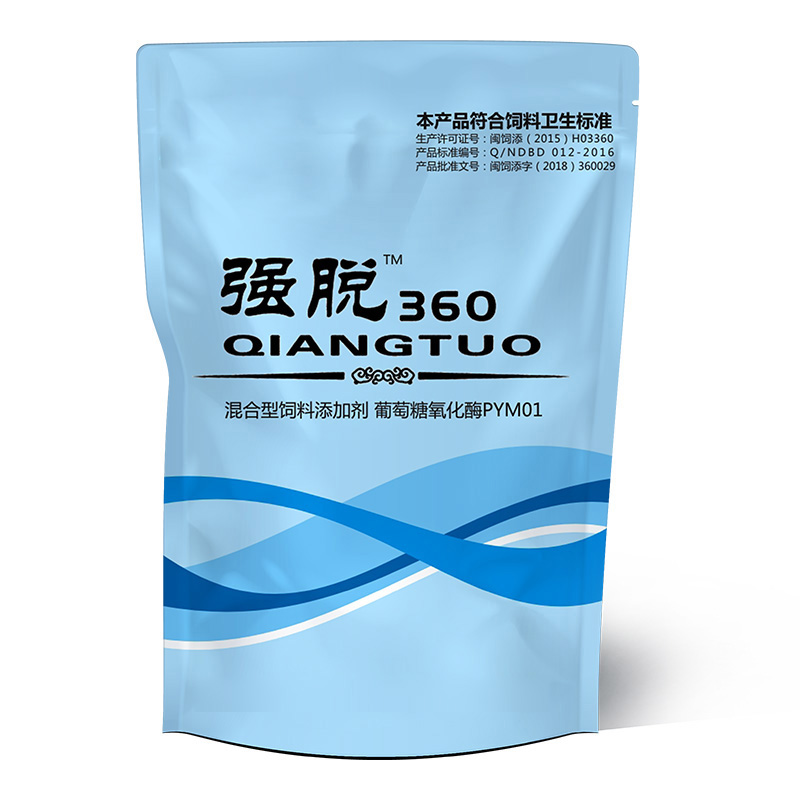 本产品符合饲料卫生标准
生产许可证号：闽饲添（2015）H03360
产品标准编号：Q/NDBD 012-2016
产品批准文号：闽饲添字（2018）360029
强脱™360
QIANGTUO
混合型饲料添加剂 葡萄糖氧化酶PYM01